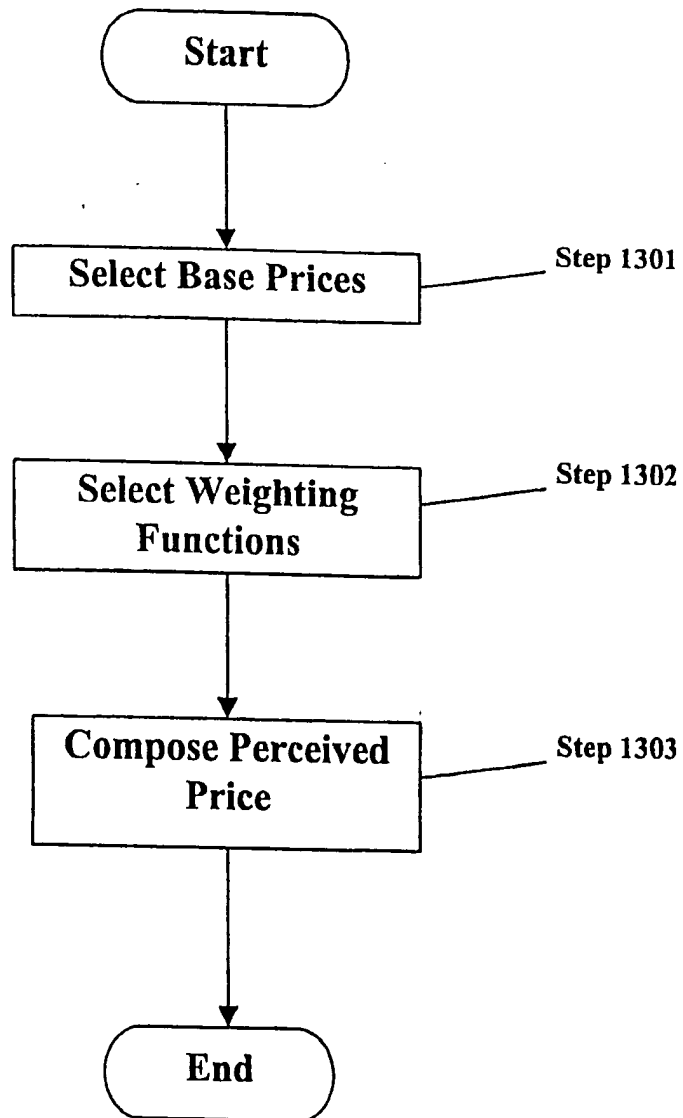 Start
Select Base Prices
Step 1301
Select Weighting
Functions
Step 1302
Compose Perceived
Price
Step 1303
End